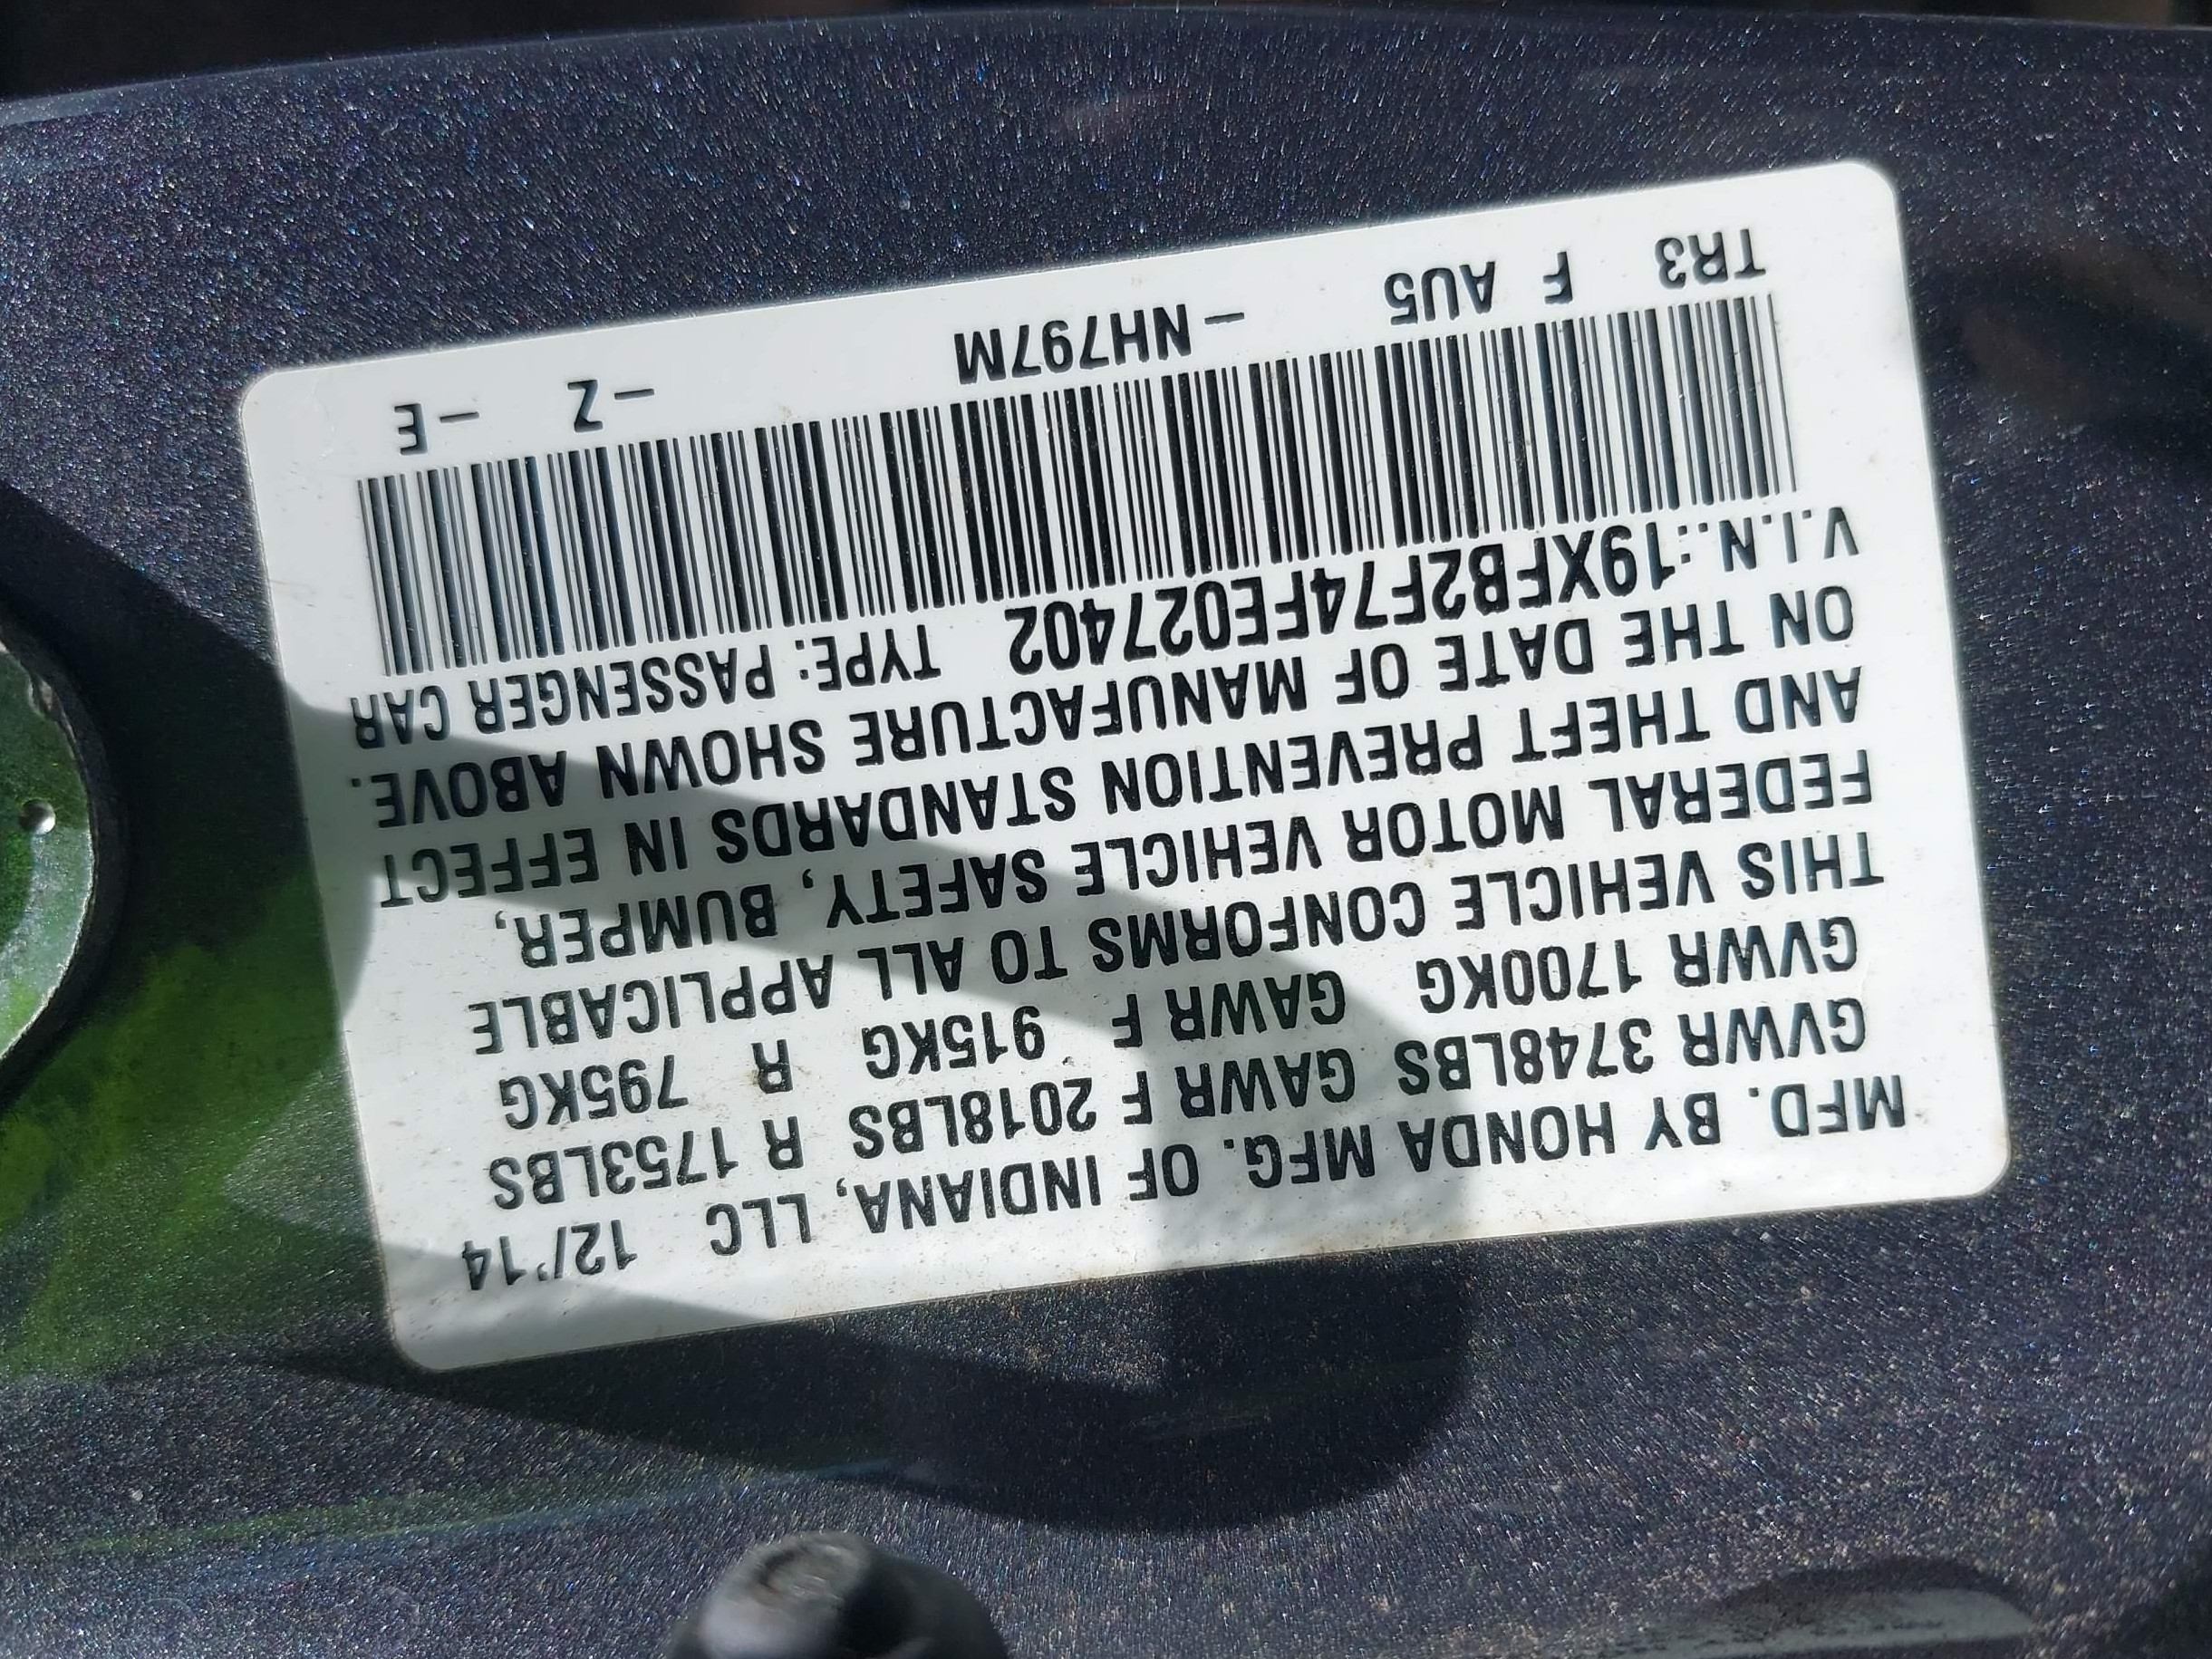 MFD. BY HONDA MFG. OF INDIANA, LLC 12/'14
GVWR 3748LBS GAWR F 2018LBS R 1753LBS
GVWR 1700KG GAWR F 915KG R 795KG
THIS VEHICLE CONFORMS TO ALL APPLICABLE
FEDERAL MOTOR VEHICLE SAFETY, BUMPER,
AND THEFT PREVENTION STANDARDS IN EFFECT
ON THE DATE OF MANUFACTURE SHOWN ABOVE.
V.I.N.:19XFB2F74FE027402 TYPE: PASSENGER CAR
TR3 F AU5 –NH797M –Z –E